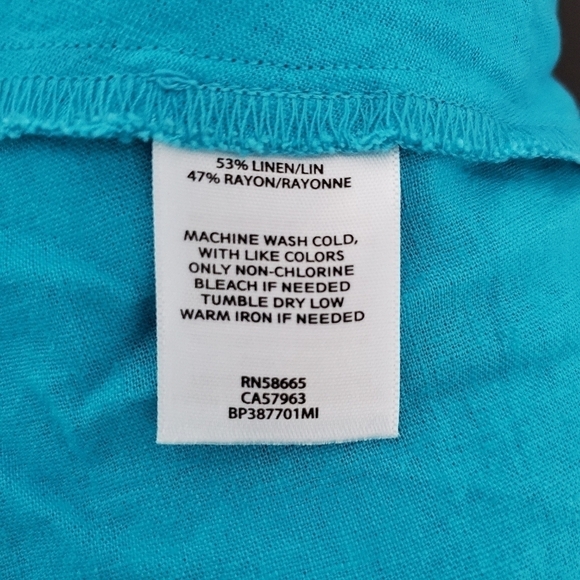 53% LINEN/LIN
47% RAYON/RAYONNE
MACHINE WASH COLD,
WITH LIKE COLORS
ONLY NON-CHLORINE
BLEACH IF NEEDED
TUMBLE DRY LOW
WARM IRON IF NEEDED
RN58665
CA57963
BP387701MI